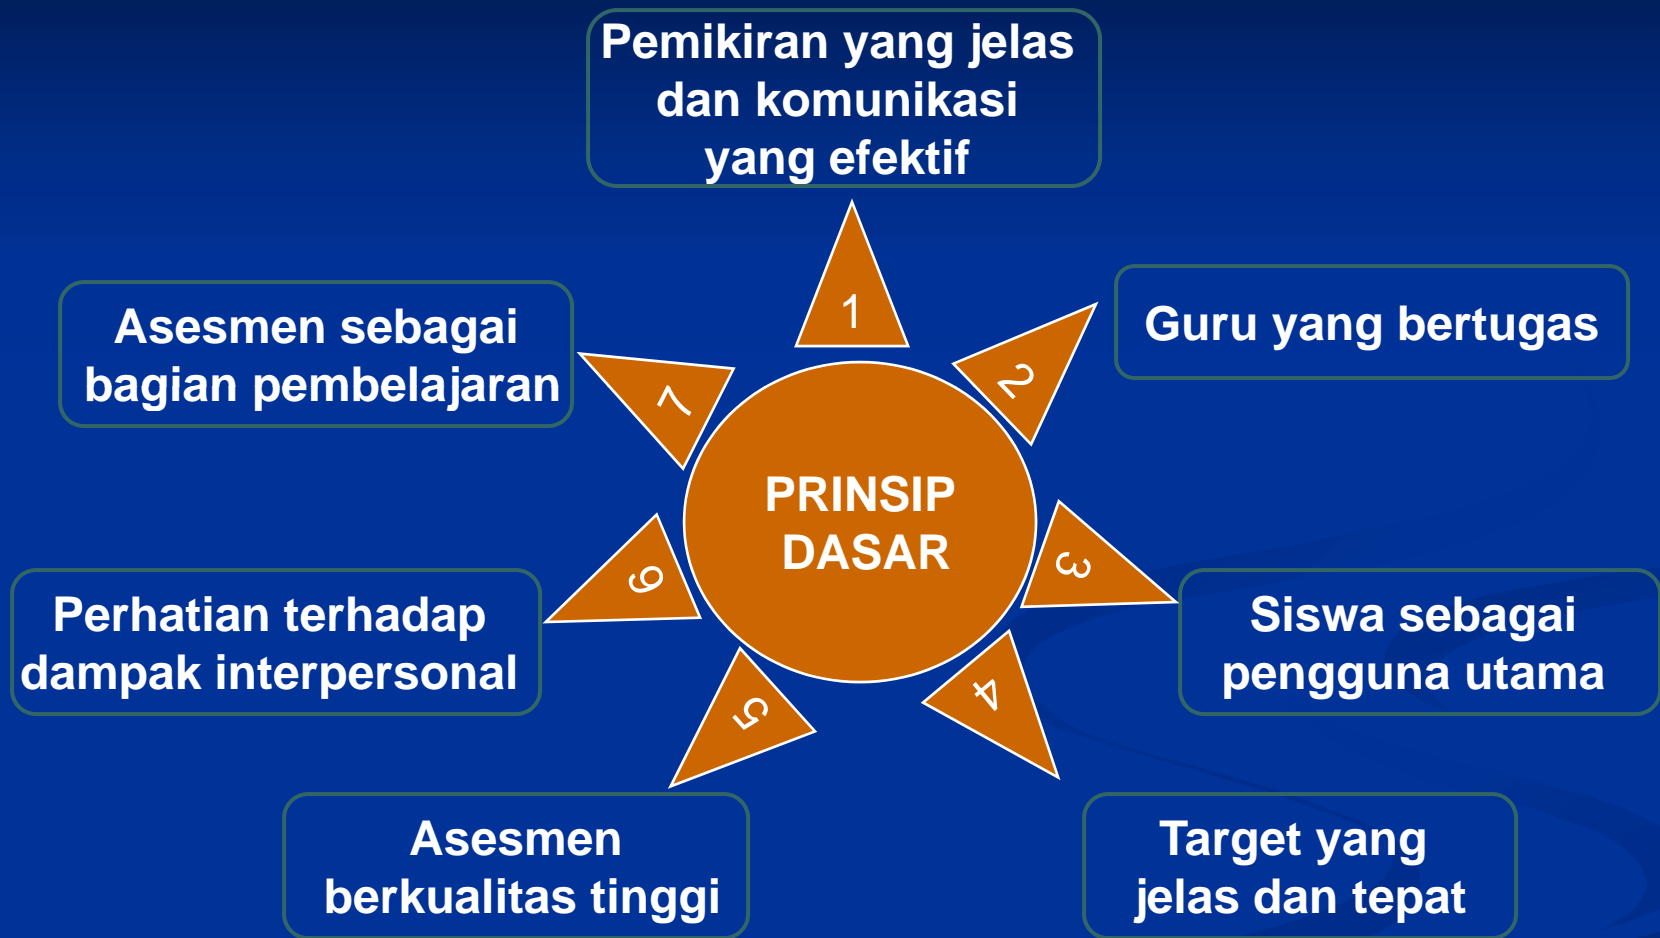 Pemikiran yang jelas
dan komunikasi
yang efektif
1
Guru yang bertugas
2
Siswa sebagai
pengguna utama
3
Target yang
jelas dan tepat
4
Asesmen
berkualitas tinggi
5
Perhatian terhadap
dampak interpersonal
6
Asesmen sebagai
bagian pembelajaran
7
PRINSIP
DASAR